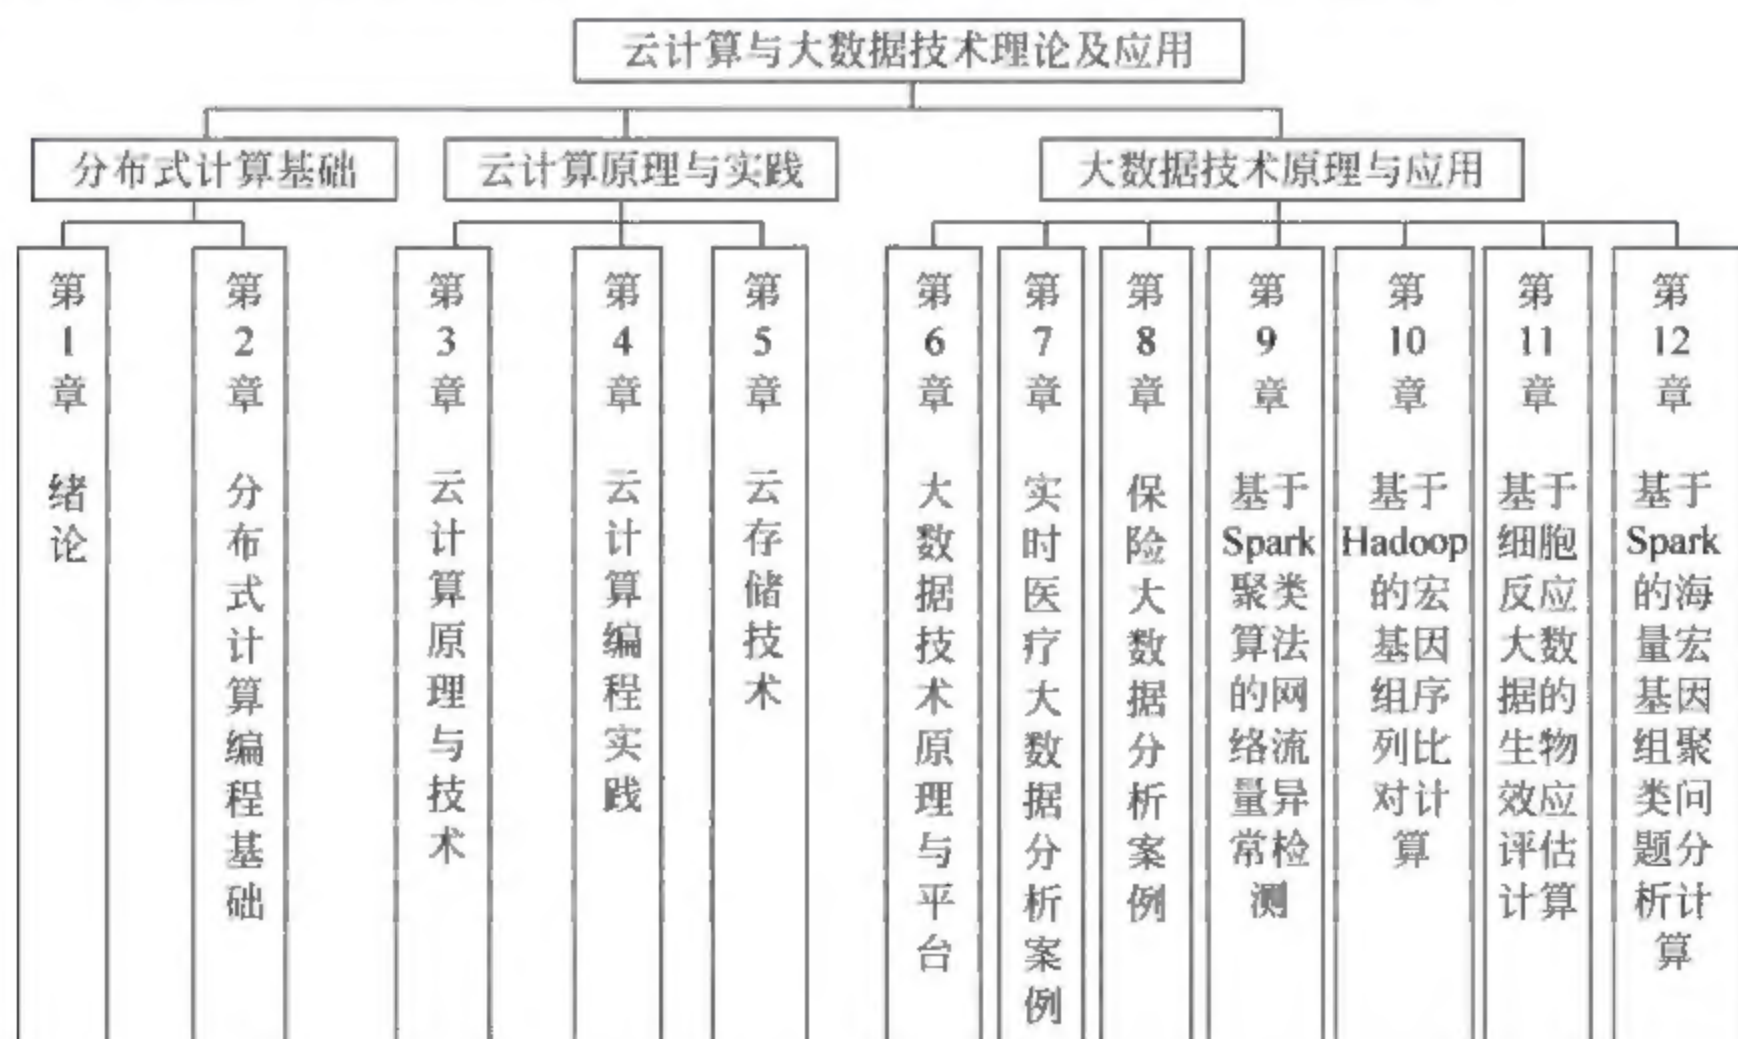 云计算与大数据技术理论及应用
分布式计算基础
云计算原理与实践
大数据技术原理与应用
第1章 绪论
第2章 分布式计算编程基础
第3章 云计算原理与技术
第4章 云计算编程实践
第5章 云存储技术
第6章 大数据技术原理与平台
第7章 实时医疗大数据分析案例
第8章 保险大数据分析案例
第9章 基于Spark聚类算法的网络流量异常检测
第10章 基于Hadoop的宏基因组序列比对计算
第11章 基于细胞反应大数据的生物效应评估计算
第12章 基于Spark的海量宏基因组聚类问题分析计算